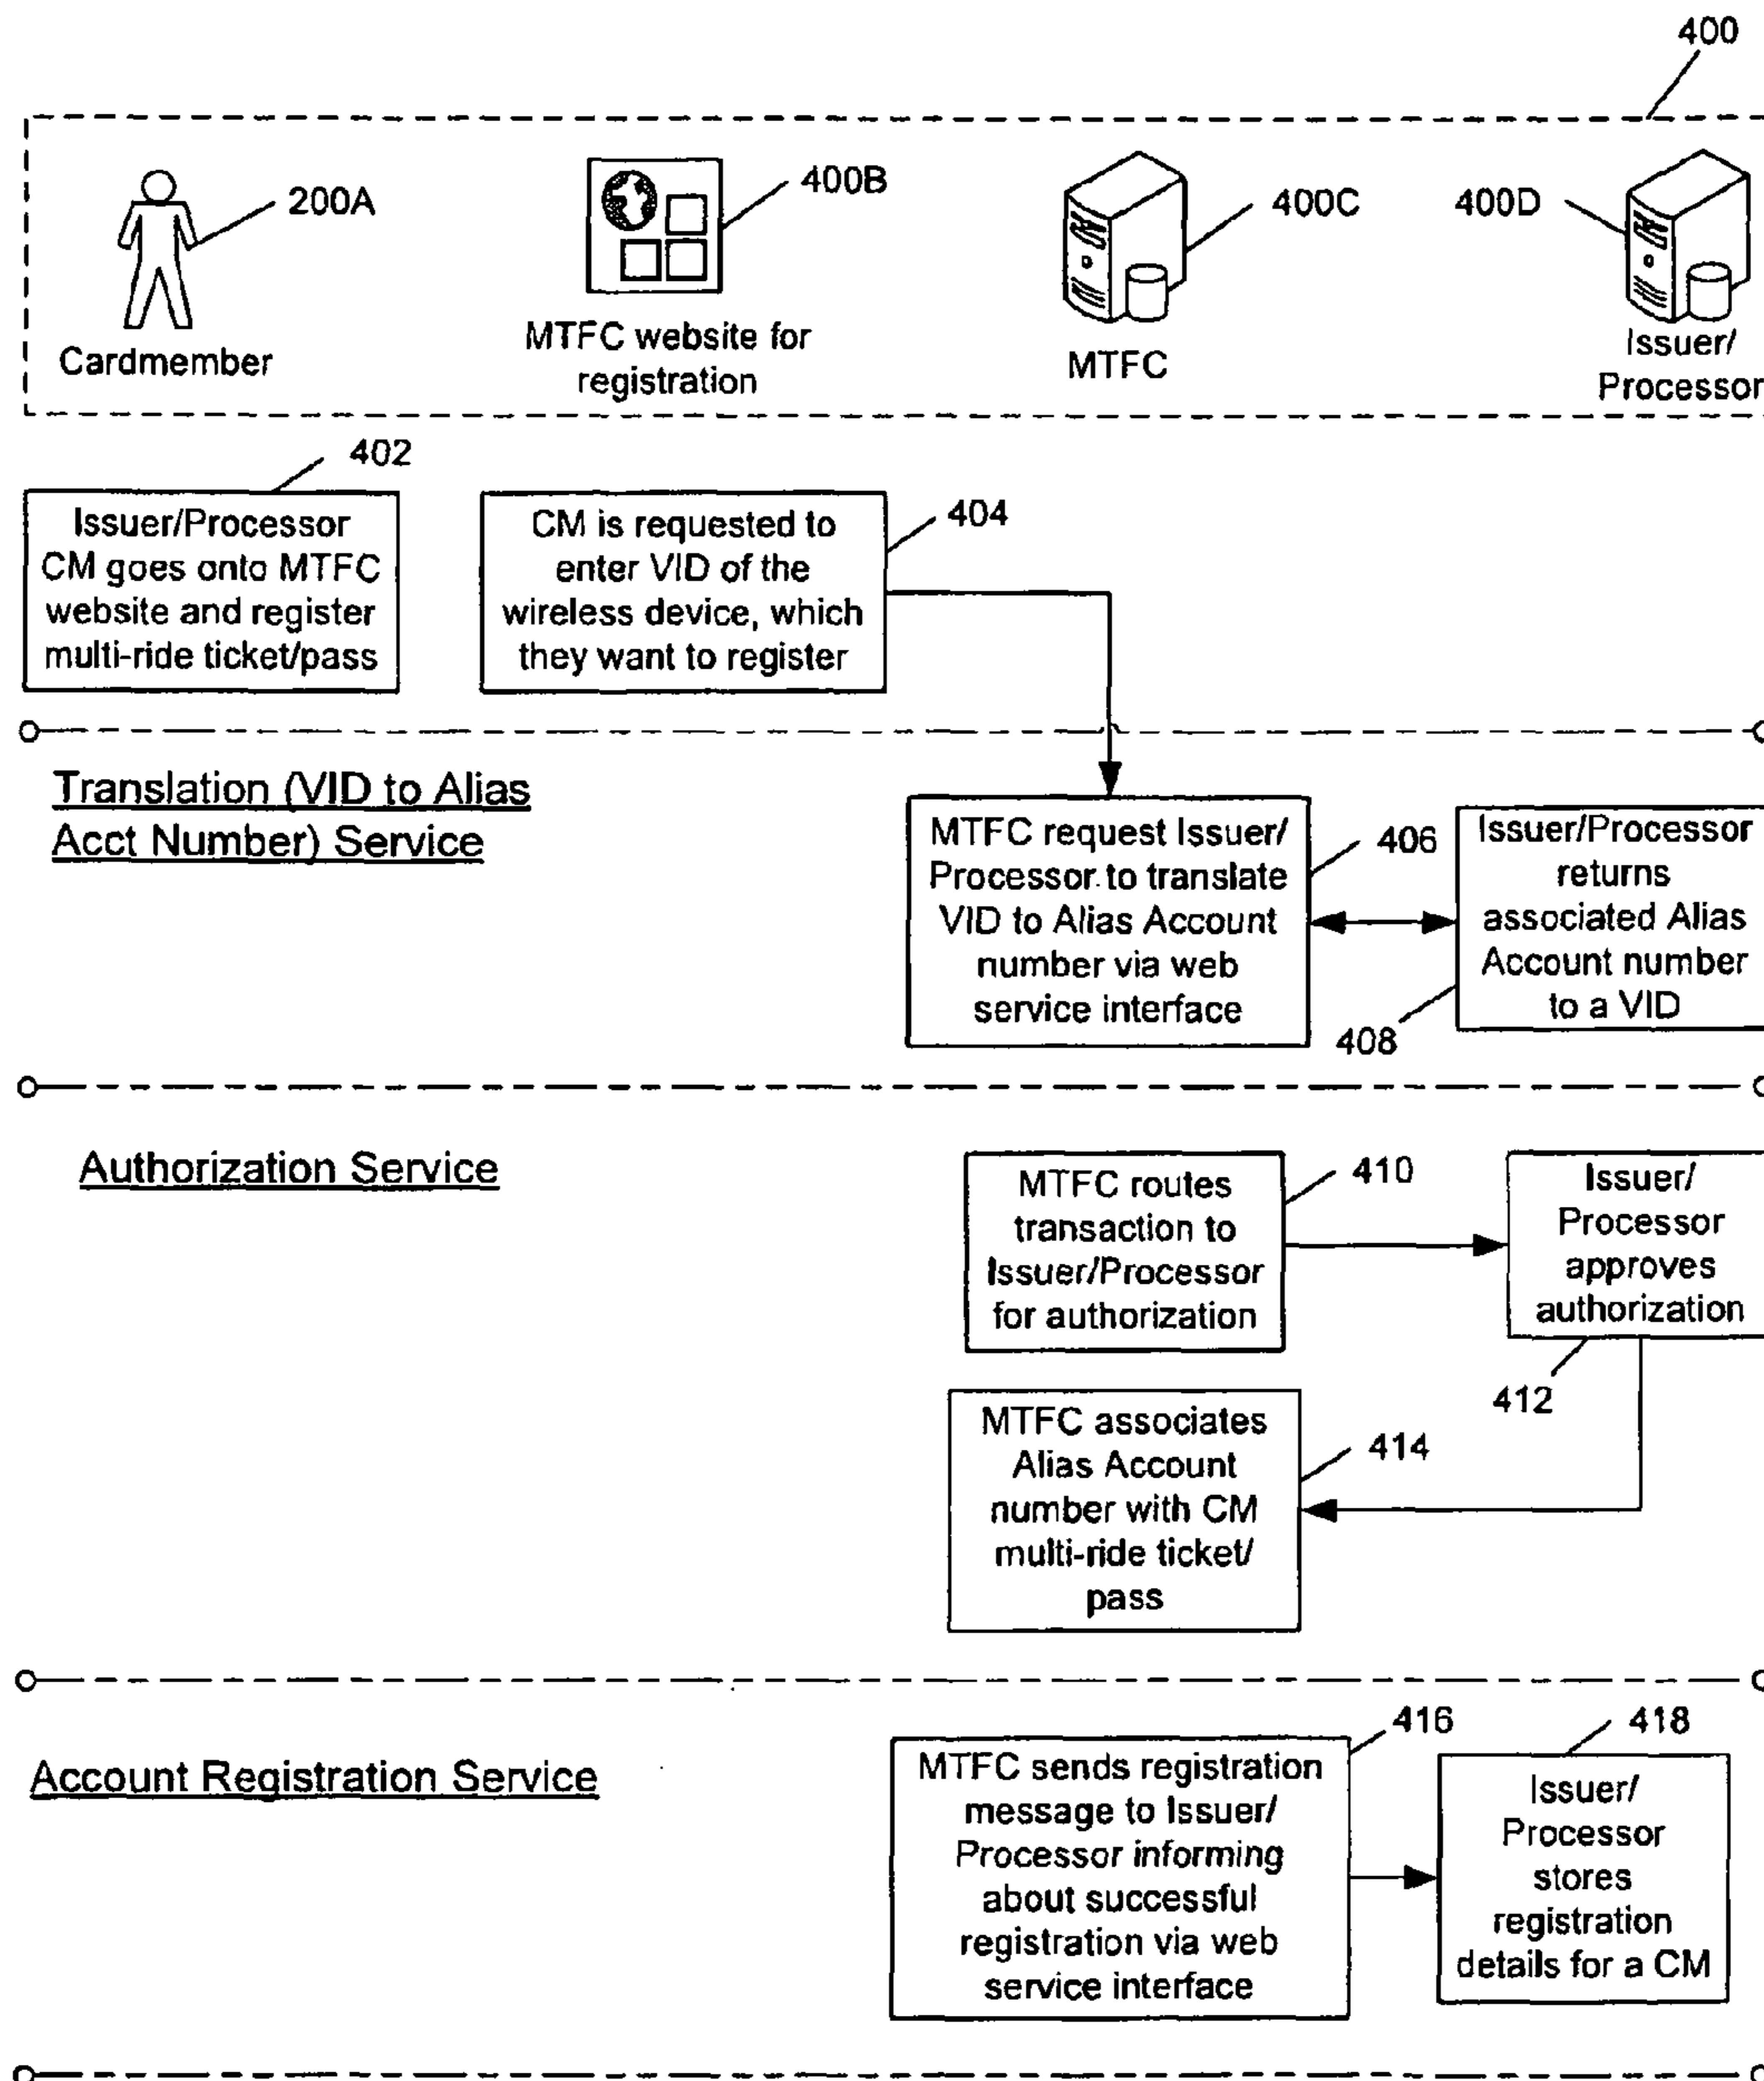 400
200A
400B
400C
400D
Cardmember
MTFC website for
registration
MTFC
Issuer/
Processor
402
Issuer/Processor
CM goes onto MTFC
website and register
multi-ride ticket/pass
404
CM is requested to
enter VID of the
wireless device, which
they want to register
Translation (VID to Alias
Acct Number) Service
MTFC request Issuer/
Processor to translate
VID to Alias Account
number via web
service interface
406
Issuer/Processor
returns
associated Alias
Account number
to a VID
408
Authorization Service
MTFC routes
transaction to
Issuer/Processor
for authorization
410
Issuer/
Processor
approves
authorization
412
MTFC associates
Alias Account
number with CM
multi-ride ticket/
pass
414
Account Registration Service
MTFC sends registration
message to Issuer/
Processor informing
about successful
registration via web
service interface
416
418
Issuer/
Processor
stores
registration
details for a CM